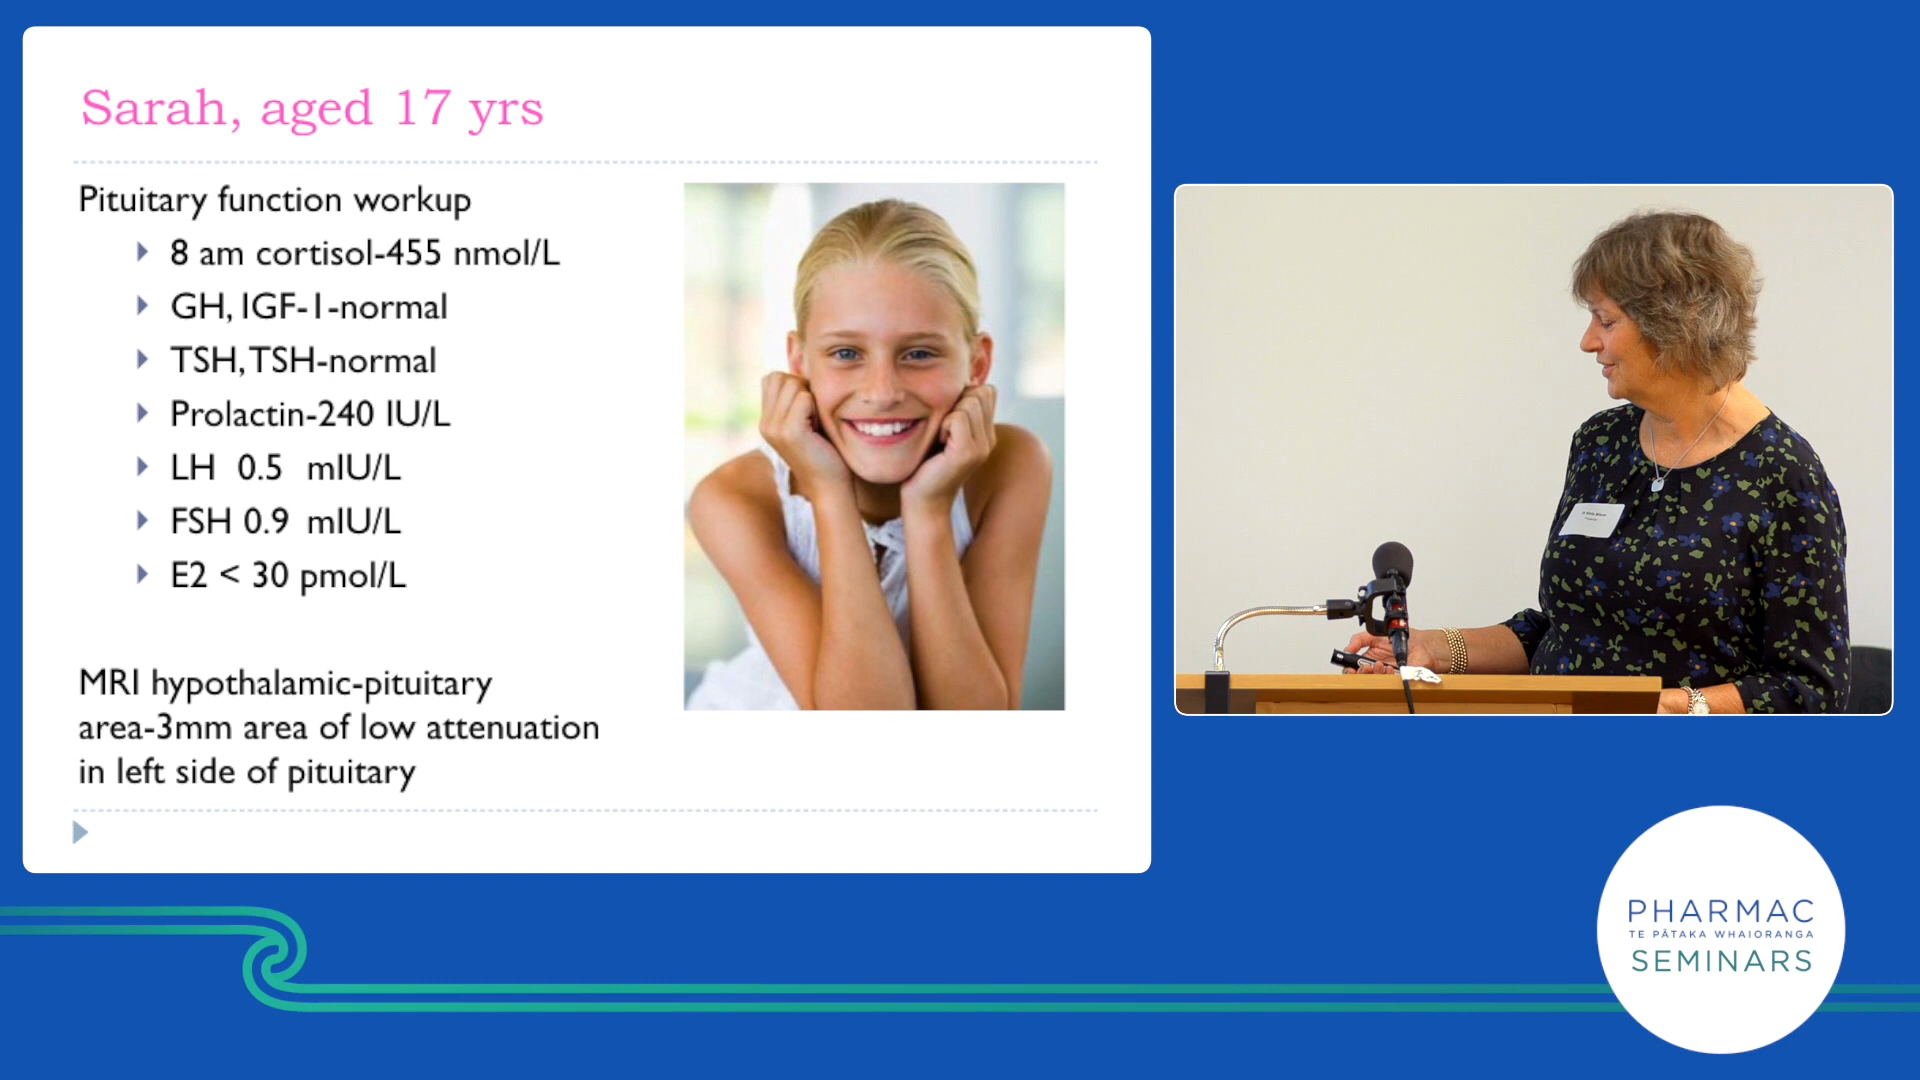 Sarah, aged 17 yrs
Pituitary function workup
8 am cortisol-455 nmol/L
GH, IGF-1-normal
TSH, TSH-normal
Prolactin-240 IU/L
LH 0.5 mIU/L
FSH 0.9 mIU/L
E2 < 30 pmol/L
MRI hypothalamic-pituitary
area-3mm area of low attenuation
in left side of pituitary
PHARMAC
TE PĀTAKA WHAIORANGA
SEMINARS